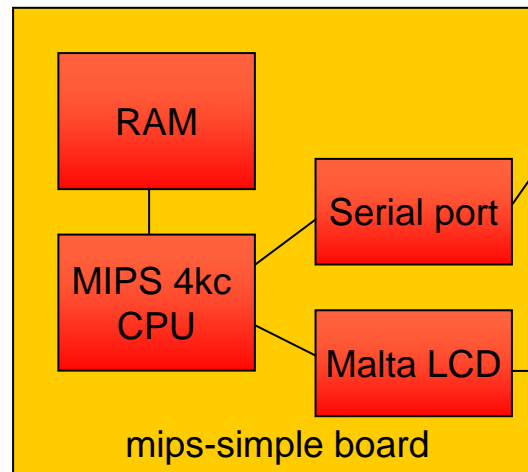 RAM
Serial port
MIPS 4kc
CPU
Malta LCD
mips-simple board